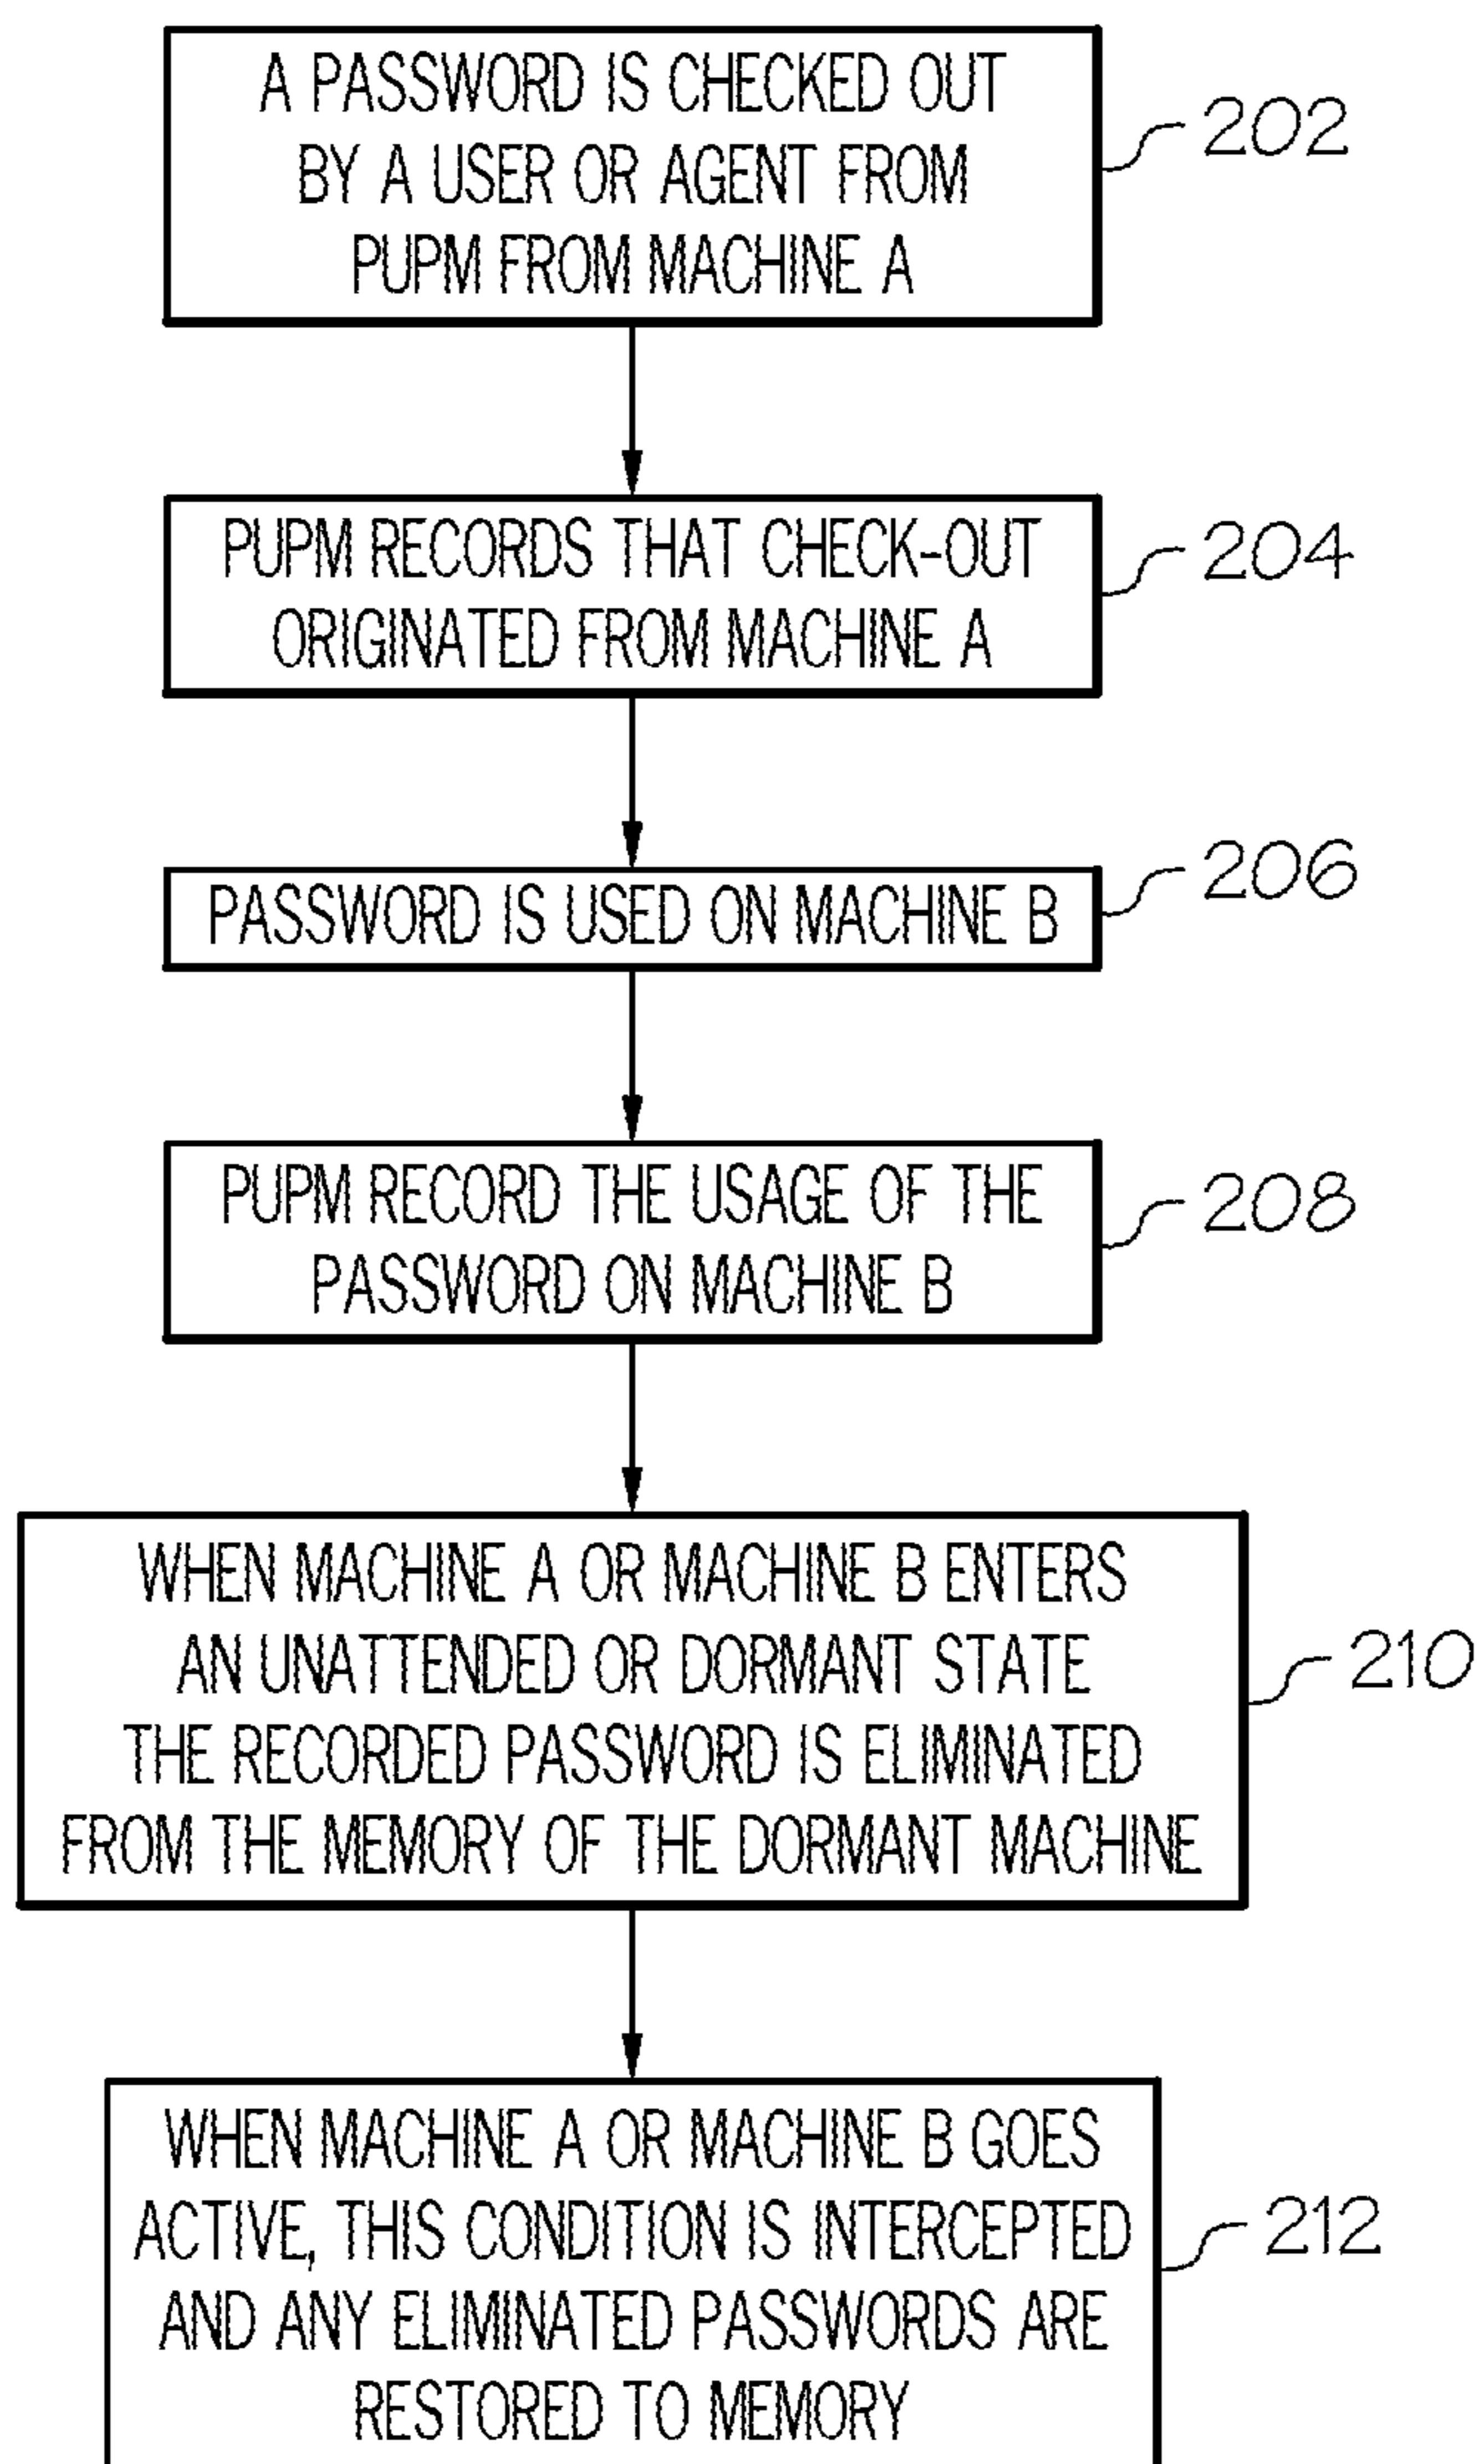 A PASSWORD IS CHECKED OUT
BY A USER OR AGENT FROM
PUPM FROM MACHINE A
202
PUPM RECORDS THAT CHECK-OUT
ORIGINATED FROM MACHINE A
204
PASSWORD IS USED ON MACHINE B
206
PUPM RECORD THE USAGE OF THE
PASSWORD ON MACHINE B
208
WHEN MACHINE A OR MACHINE B ENTERS
AN UNATTENDED OR DORMANT STATE
THE RECORDED PASSWORD IS ELIMINATED
FROM THE MEMORY OF THE DORMANT MACHINE
210
WHEN MACHINE A OR MACHINE B GOES
ACTIVE, THIS CONDITION IS INTERCEPTED
AND ANY ELIMINATED PASSWORDS ARE
RESTORED TO MEMORY
212